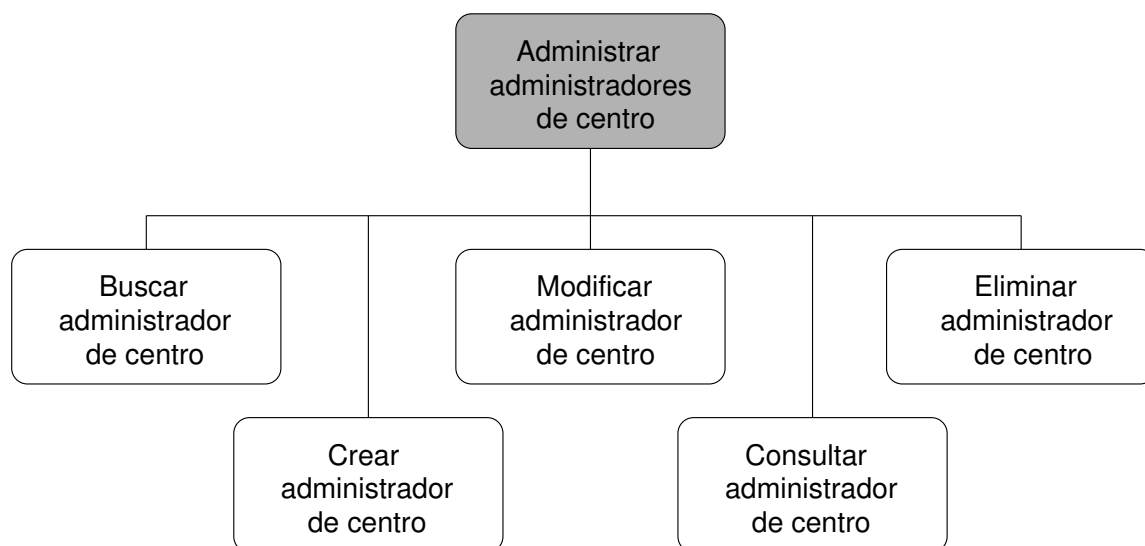 Administrar
administradores
de centro
Buscar
administrador
de centro
Modificar
administrador
de centro
Eliminar
administrador
de centro
Crear
administrador
de centro
Consultar
administrador
de centro